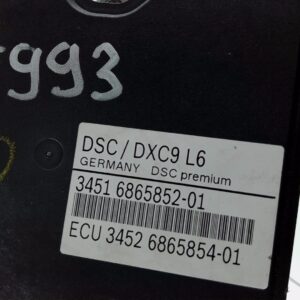 993
DSC / DXC9 L6
GERMANY DSC premium
3451 6865852-01
ECU 3452 6865854-01